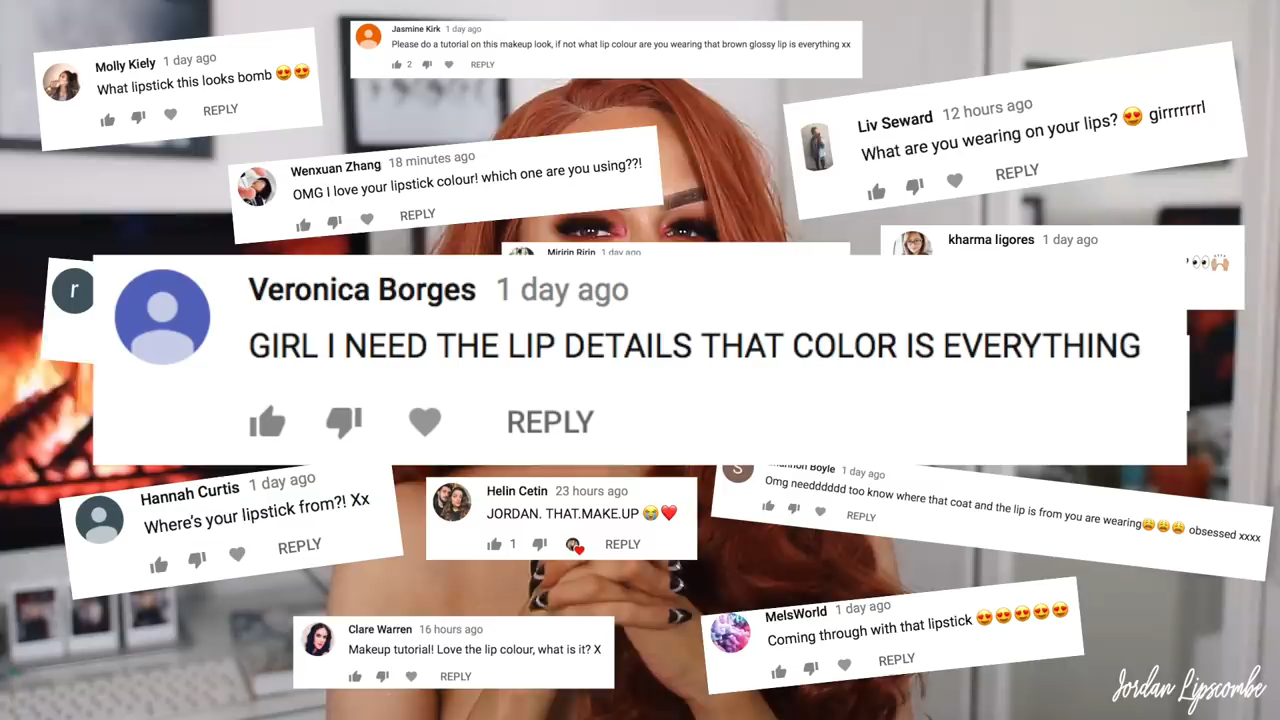 Jasmine Kirk 1 day ago
Please do a tutorial on this makeup look, if not what lip colour are you wearing that brown glossy lip is everything xx
2 REPLY
Molly Kiely 1 day ago
What lipstick this looks bomb 😍😍
REPLY
Liv Seward 12 hours ago
What are you wearing on your lips? 😍 girrrrrrrl
REPLY
Wenxuan Zhang 18 minutes ago
OMG I love your lipstick colour! which one are you using??!
REPLY
Miririn Ririn 1 day ago
kharma ligores 1 day ago
👀🙌🏼
r
Veronica Borges 1 day ago
GIRL I NEED THE LIP DETAILS THAT COLOR IS EVERYTHING
REPLY
Hannah Curtis 1 day ago
Where's your lipstick from?! Xx
REPLY
Helin Cetin 23 hours ago
JORDAN. THAT.MAKE.UP 😭❤️
1 REPLY
S
Boyle 1 day ago
Omg needddddd too know where that coat and the lip is from you are wearing😩😩😩 obsessed xxxx
REPLY
Clare Warren 16 hours ago
Makeup tutorial! Love the lip colour, what is it? X
REPLY
MelsWorld 1 day ago
Coming through with that lipstick 😍😍😍😍😍
REPLY
Jordan Lipscombe